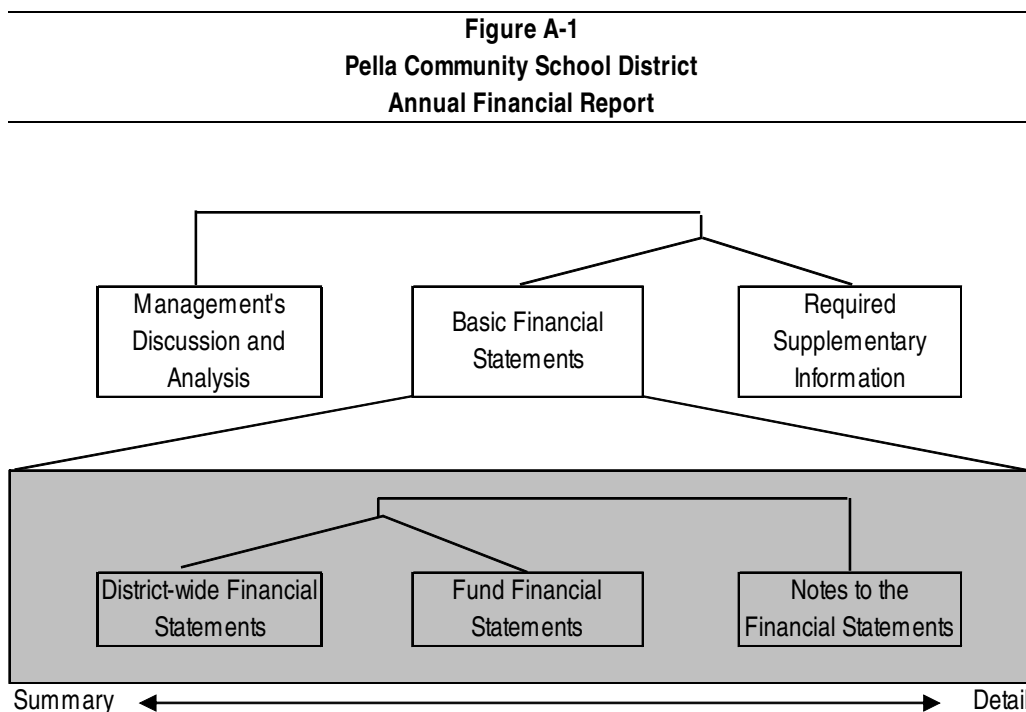 Figure A-1
Pella Community School District
Annual Financial Report
Management's
Discussion and
Analysis
Basic Financial
Statements
Required
Supplementary
Information
District-wide Financial
Statements
Fund Financial
Statements
Notes to the
Financial Statements
Summary
Detail